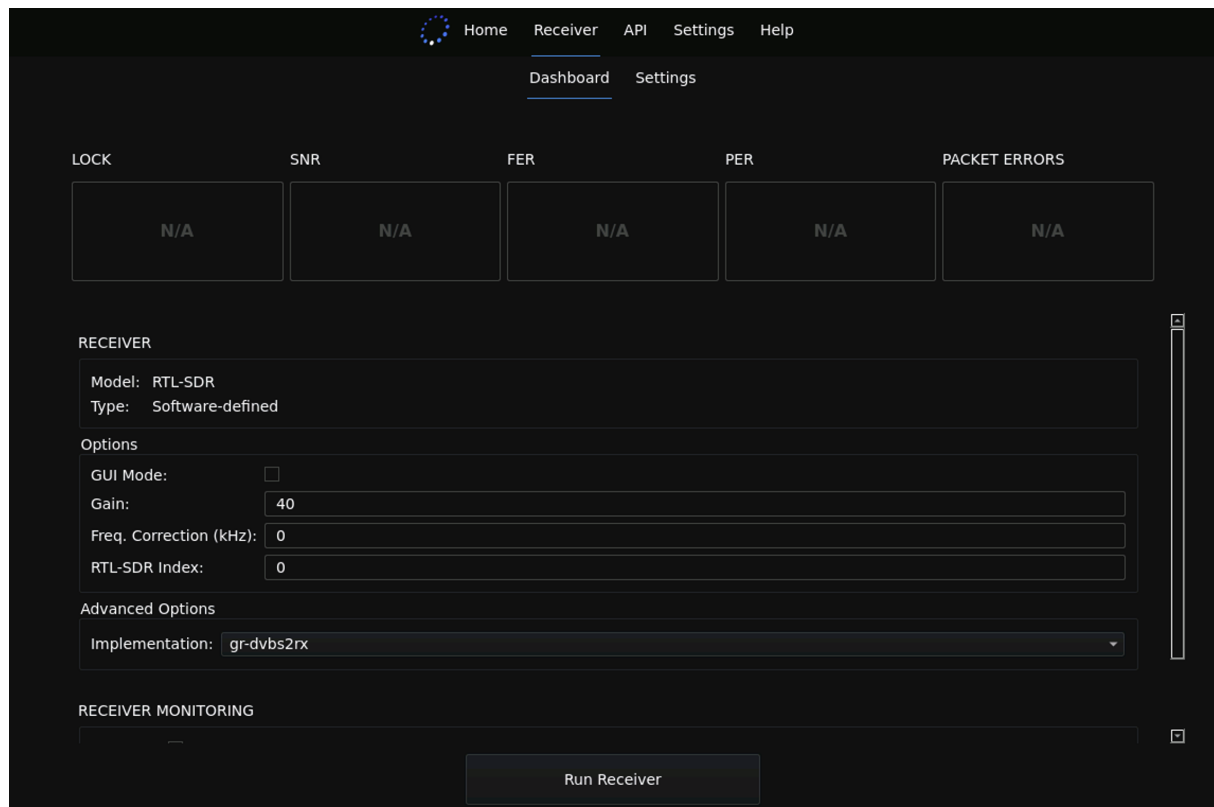 Home Receiver API Settings Help
Dashboard Settings
LOCK SNR FER PER PACKET ERRORS
N/A N/A N/A N/A N/A
RECEIVER
Model: RTL-SDR
Type: Software-defined
Options
GUI Mode:
Gain: 40
Freq. Correction (kHz): 0
RTL-SDR Index: 0
Advanced Options
Implementation: gr-dvbs2rx
RECEIVER MONITORING
Run Receiver